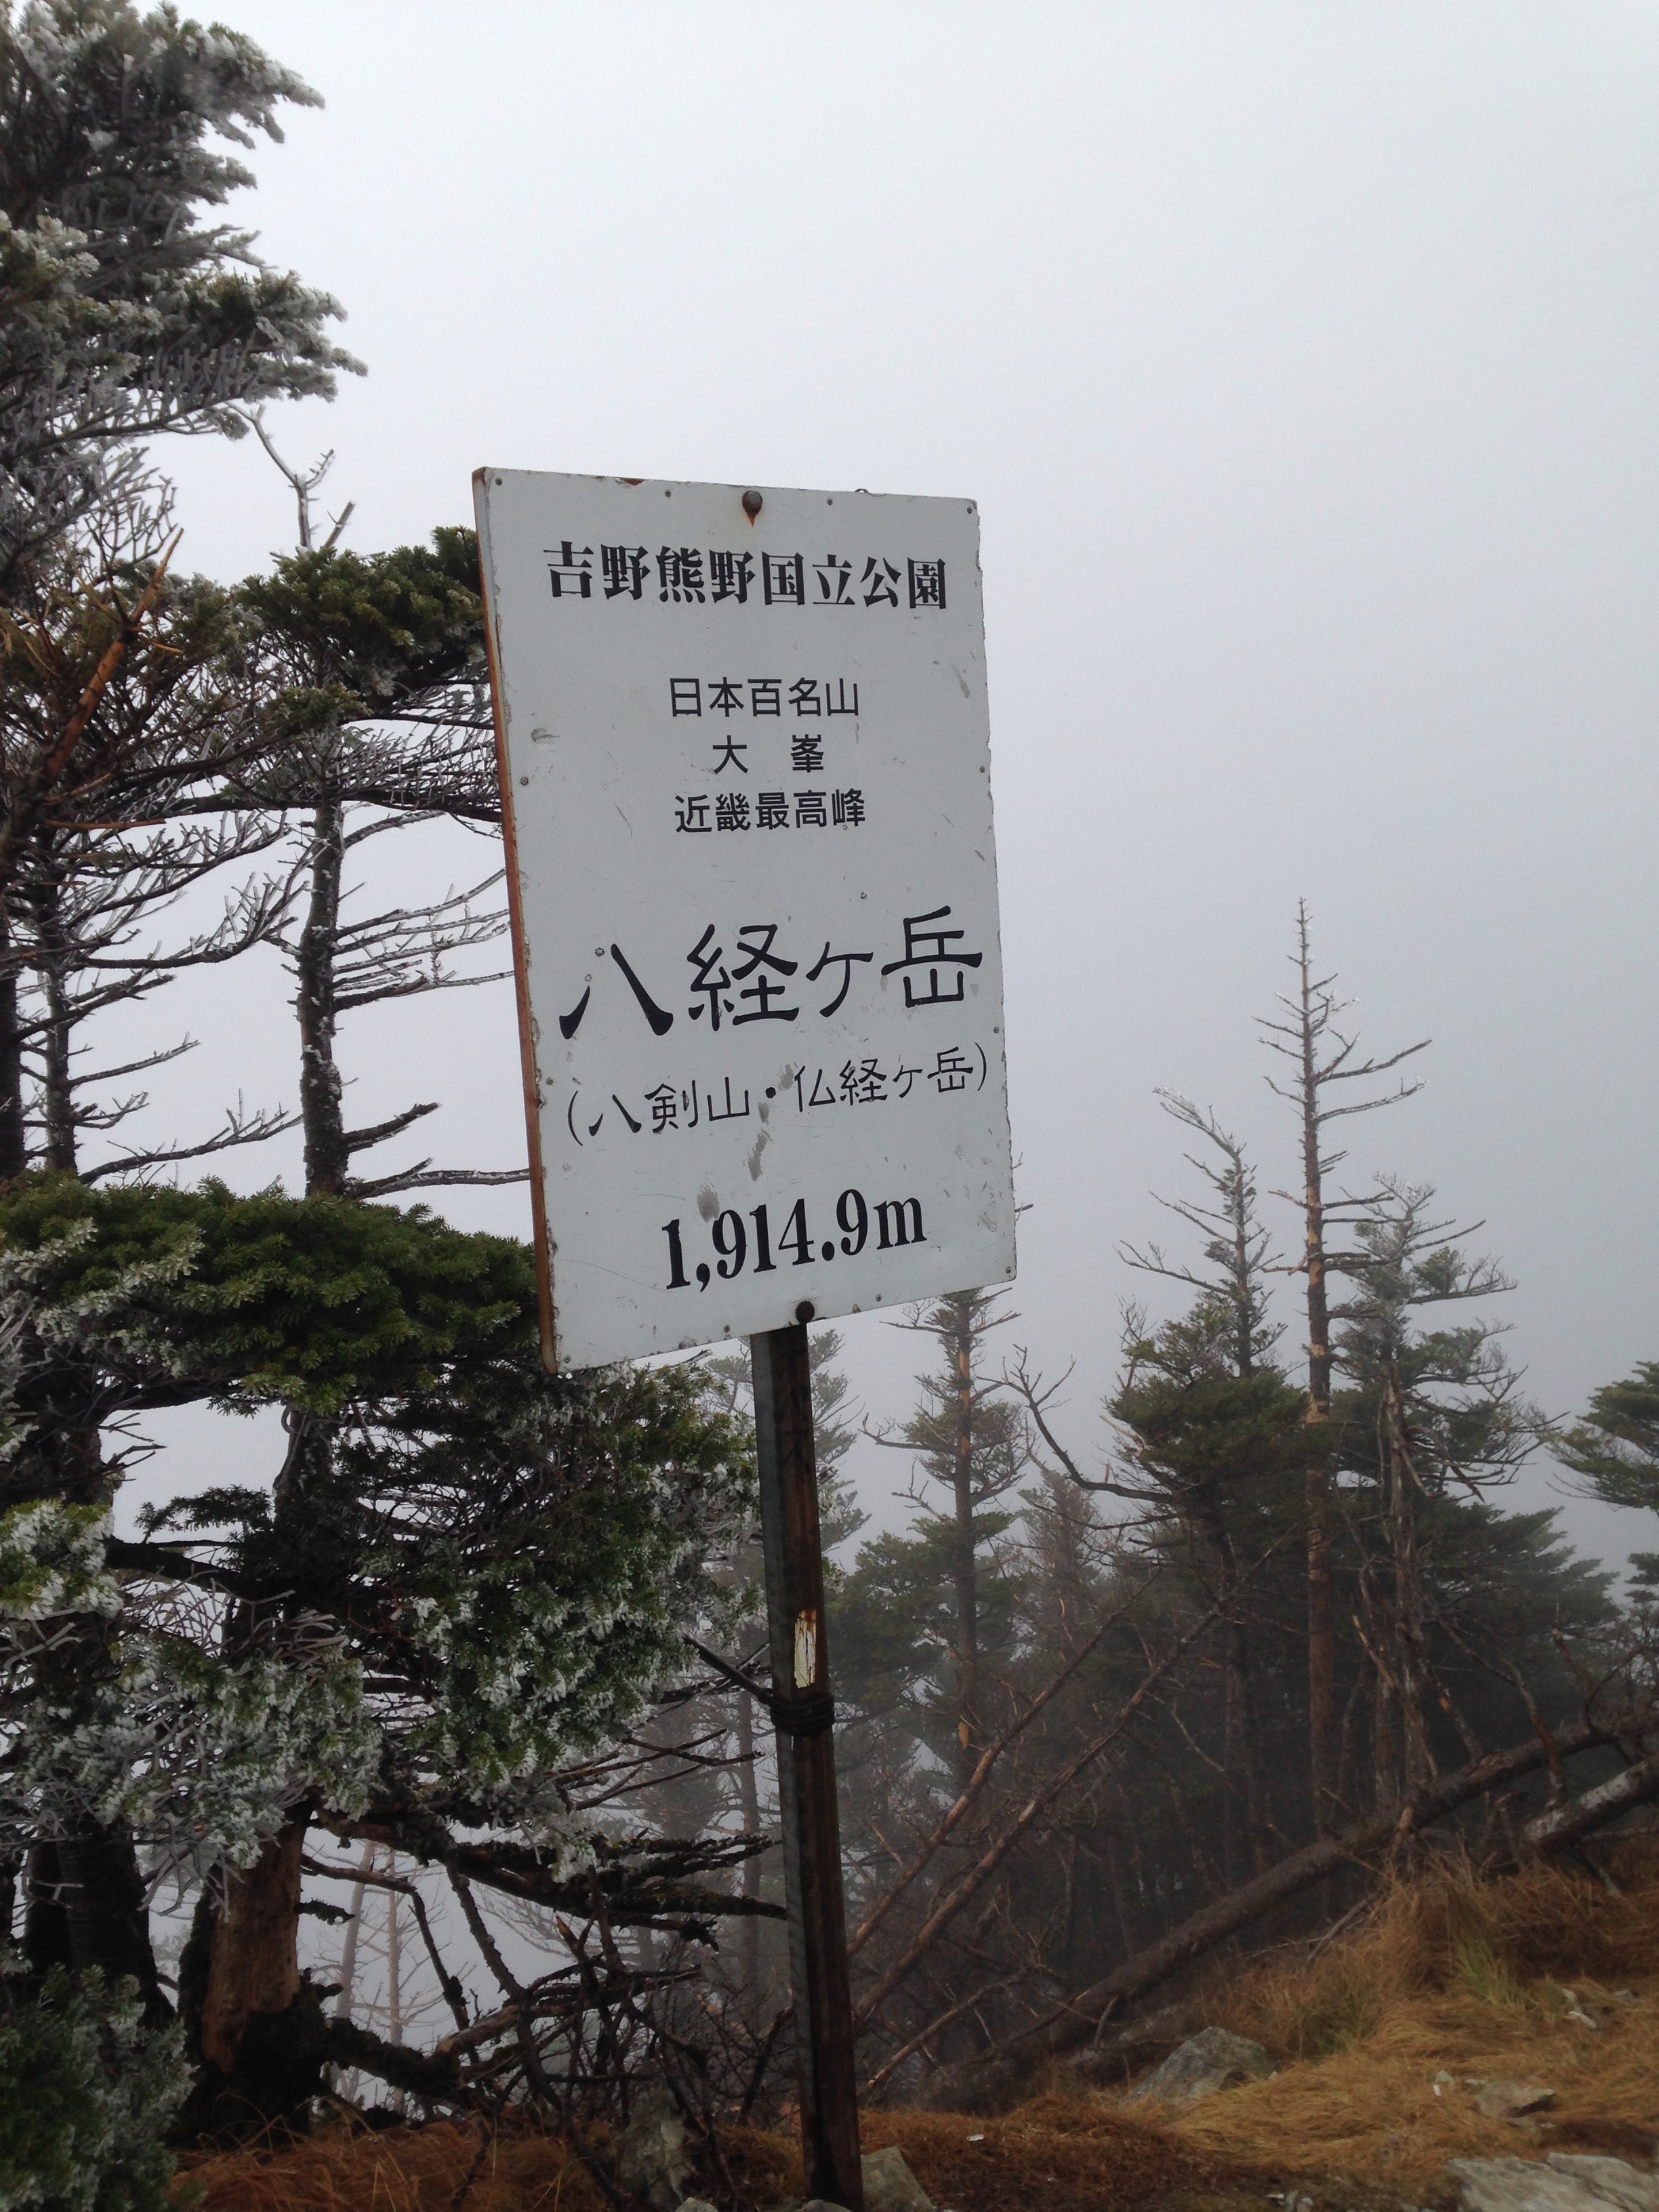 吉野熊野国立公園
日本百名山
大　峯
近畿最高峰
八経ヶ岳
(八剣山・仏経ヶ岳)
1,914.9m